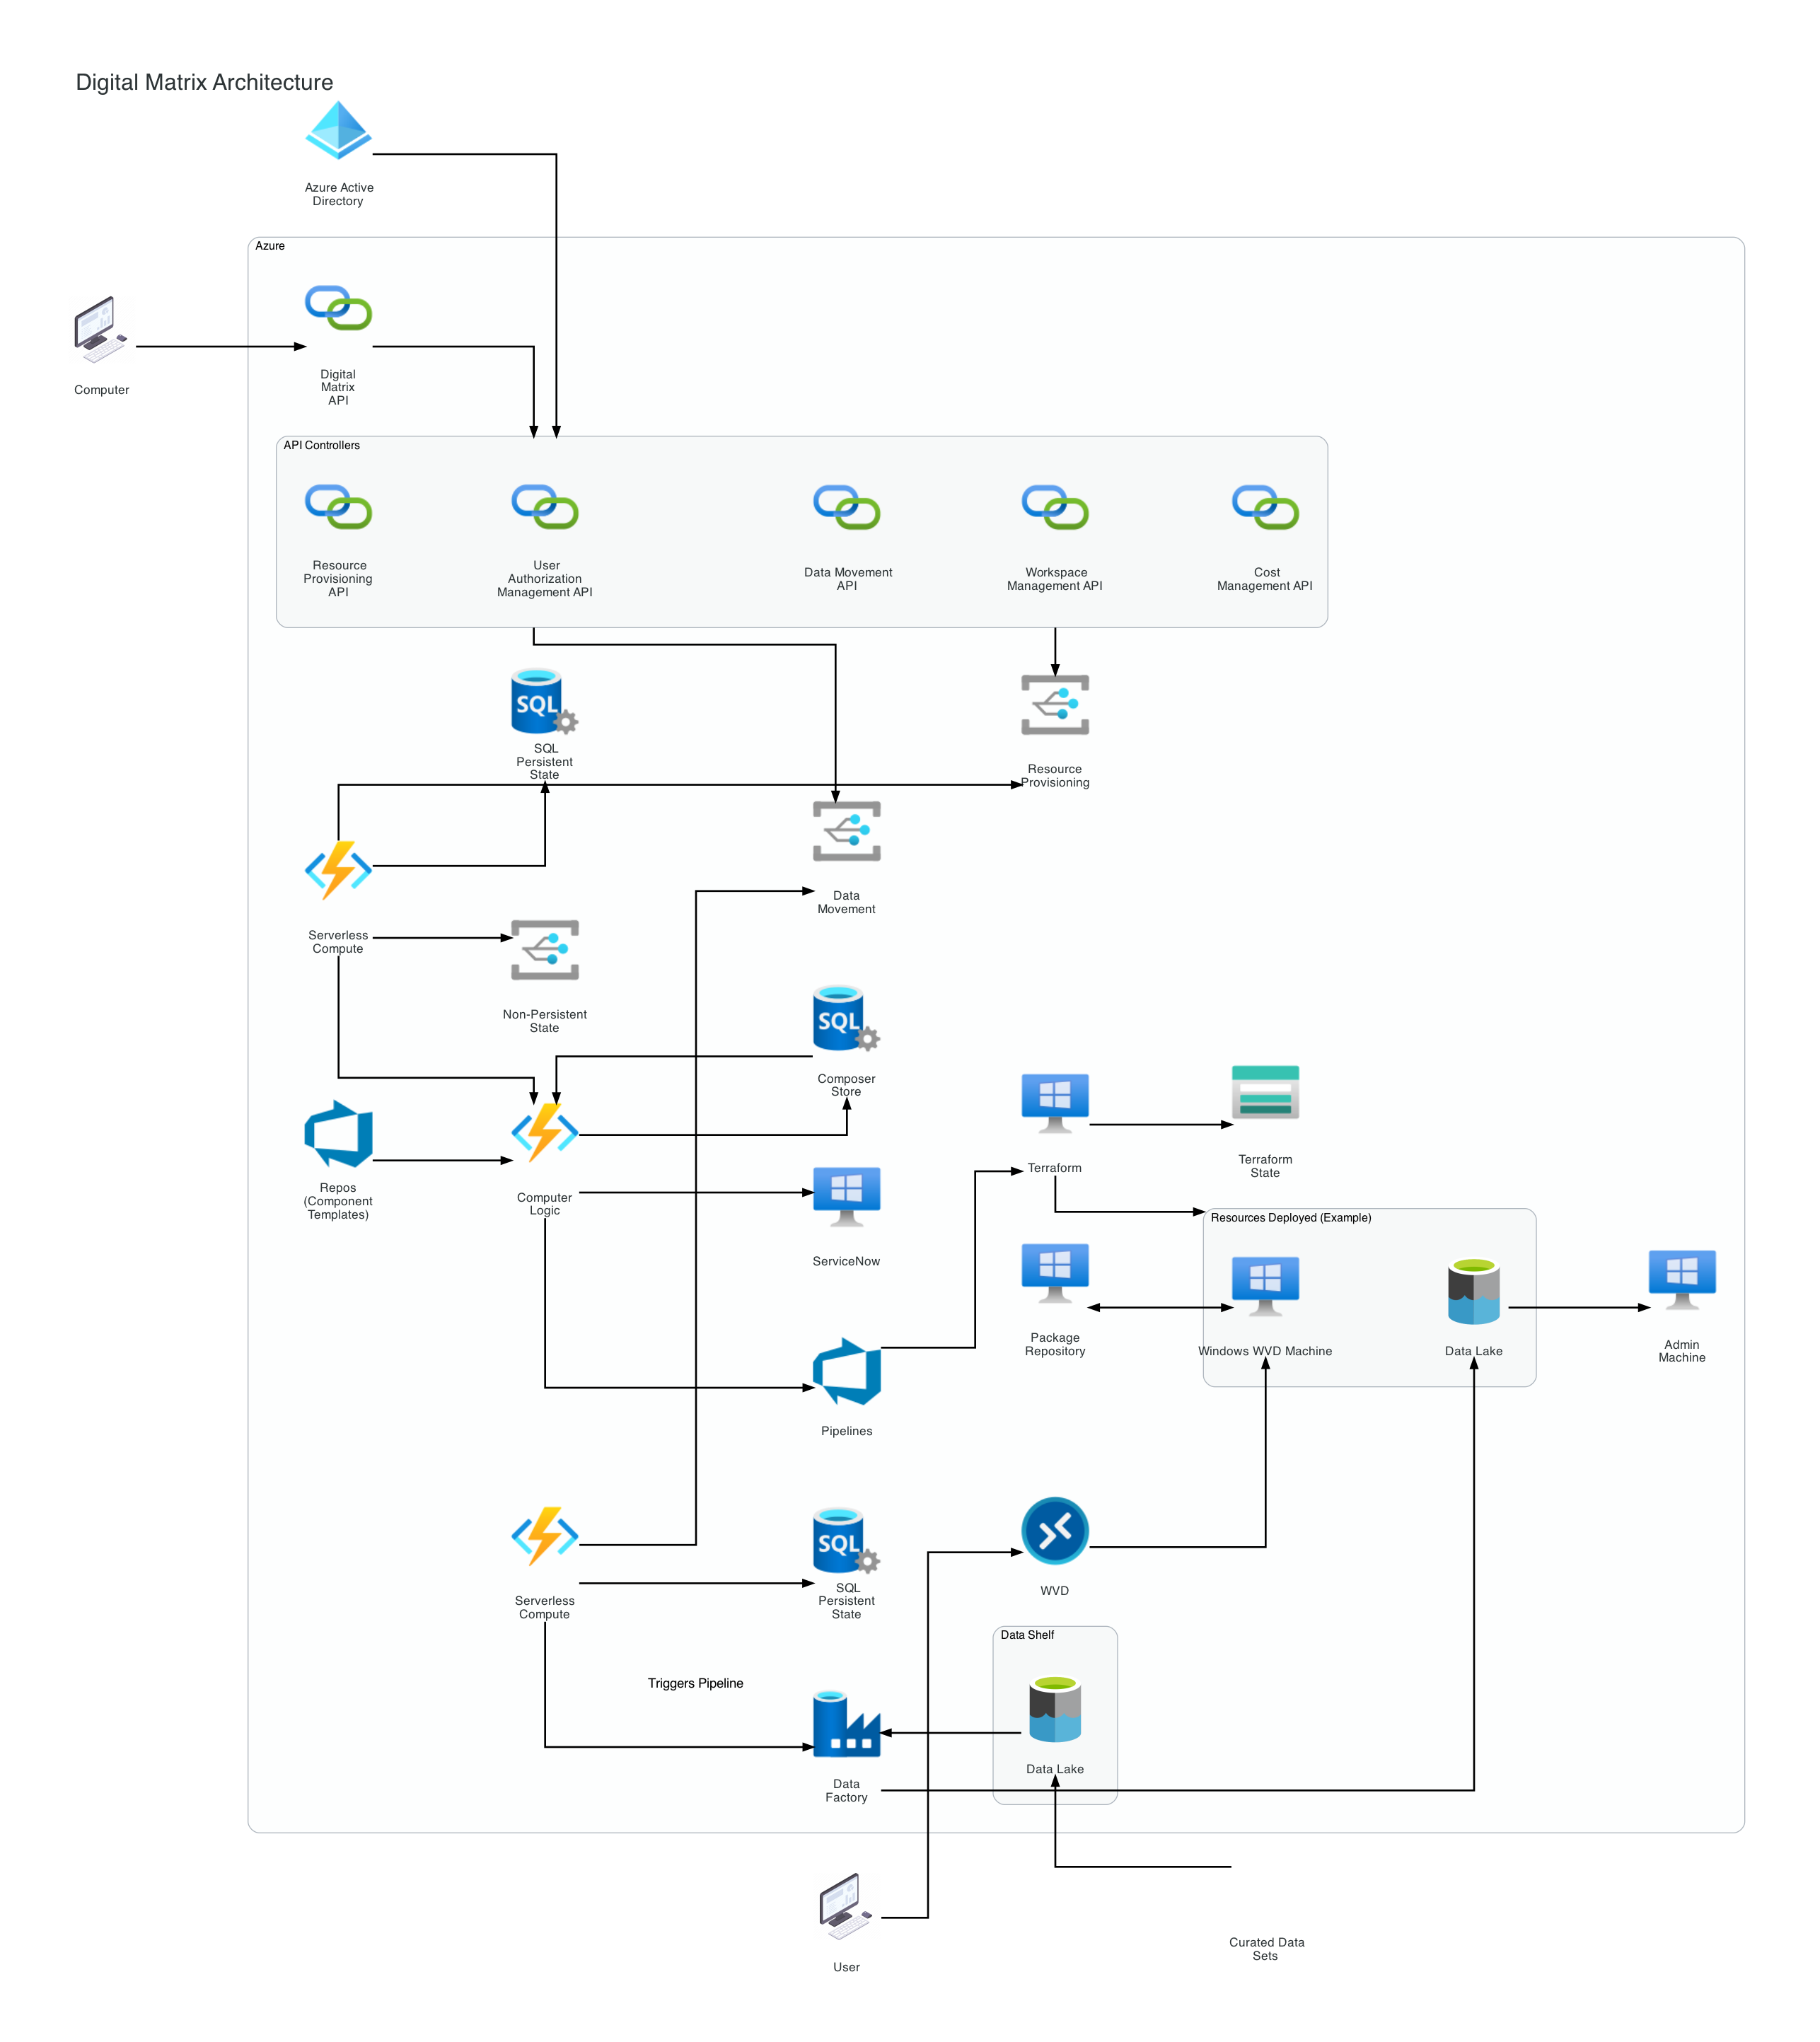 Digital Matrix Architecture
Azure Active
Directory
Azure
Computer
Digital
Matrix
API
API Controllers
Resource
Provisioning
API
User
Authorization
Management API
Data Movement
API
Workspace
Management API
Cost
Management API
SQL
SQL
Persistent
State
Resource
Provisioning
Data
Movement
Serverless
Compute
Non-Persistent
State
SQL
Composer
Store
Repos
(Component
Templates)
Computer
Logic
Terraform
Terraform
State
ServiceNow
Resources Deployed (Example)
Package
Repository
Windows WVD Machine
Data Lake
Admin
Machine
Pipelines
Serverless
Compute
SQL
SQL
Persistent
State
WVD
Data Shelf
Triggers Pipeline
Data Lake
Data
Factory
User
Curated Data
Sets